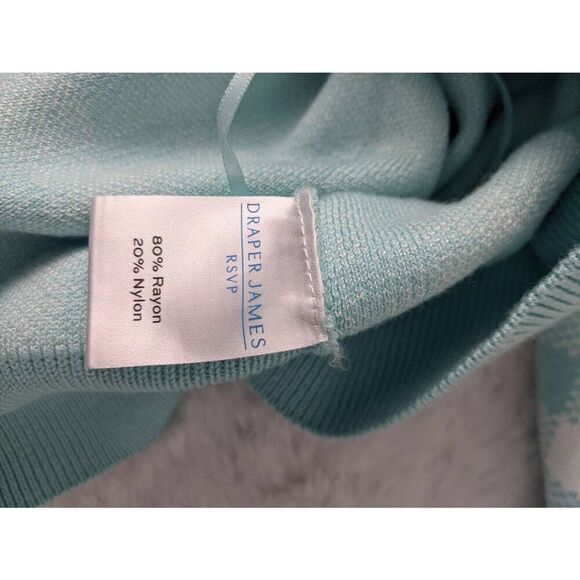 DRAPER JAMES
RSVP
80% Rayon
20% Nylon